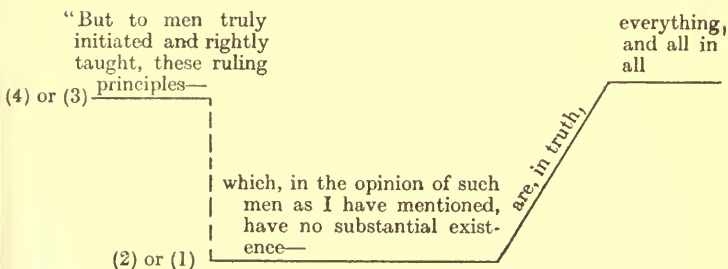 “But to men truly
initiated and rightly
taught, these ruling
principles—
(4) or (3)
which, in the opinion of such
men as I have mentioned,
have no substantial exist-
ence—
(2) or (1)
are, in truth,
everything,
and all in
all